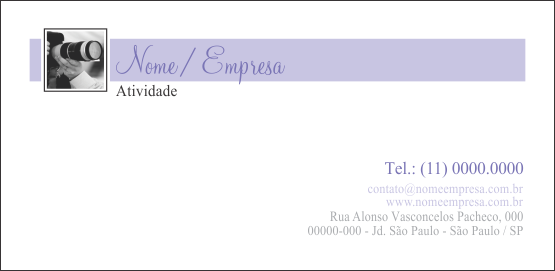 Nome/ Empresa
Atividade
Tel.: (11) 0000.0000
contato@nomeempresa.com.br
www.nomeempresa.com.br
Rua Alonso Vasconcelos Pacheco, 000
00000-000 - Jd. São Paulo - São Paulo / SP